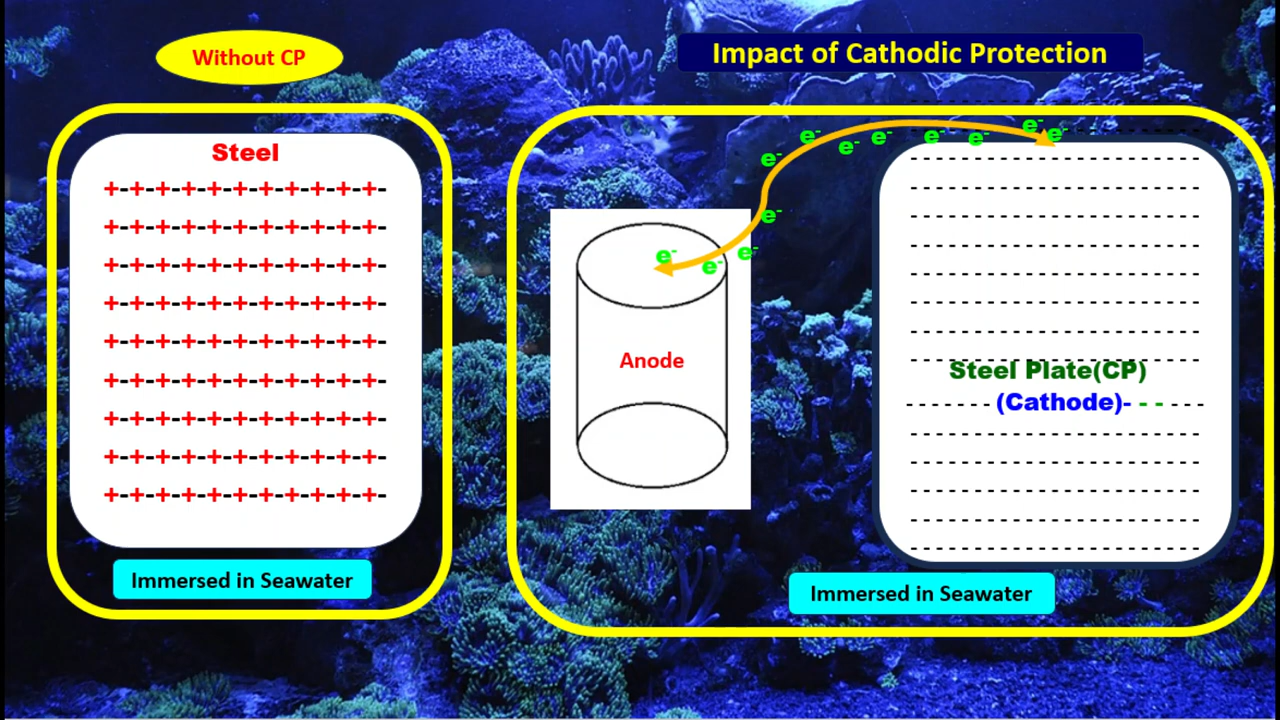 Without CP
Impact of Cathodic Protection
Steel
+-+-+-+-+-+-+-+-+-+-+-
+-+-+-+-+-+-+-+-+-+-+-
+-+-+-+-+-+-+-+-+-+-+-
+-+-+-+-+-+-+-+-+-+-+-
+-+-+-+-+-+-+-+-+-+-+-
+-+-+-+-+-+-+-+-+-+-+-
+-+-+-+-+-+-+-+-+-+-+-
+-+-+-+-+-+-+-+-+-+-+-
+-+-+-+-+-+-+-+-+-+-+-
Immersed in Seawater
e- e- e- e- e- e- e- e- e- e- e- e-
Anode
Steel Plate(CP)
(Cathode)- - -
Immersed in Seawater